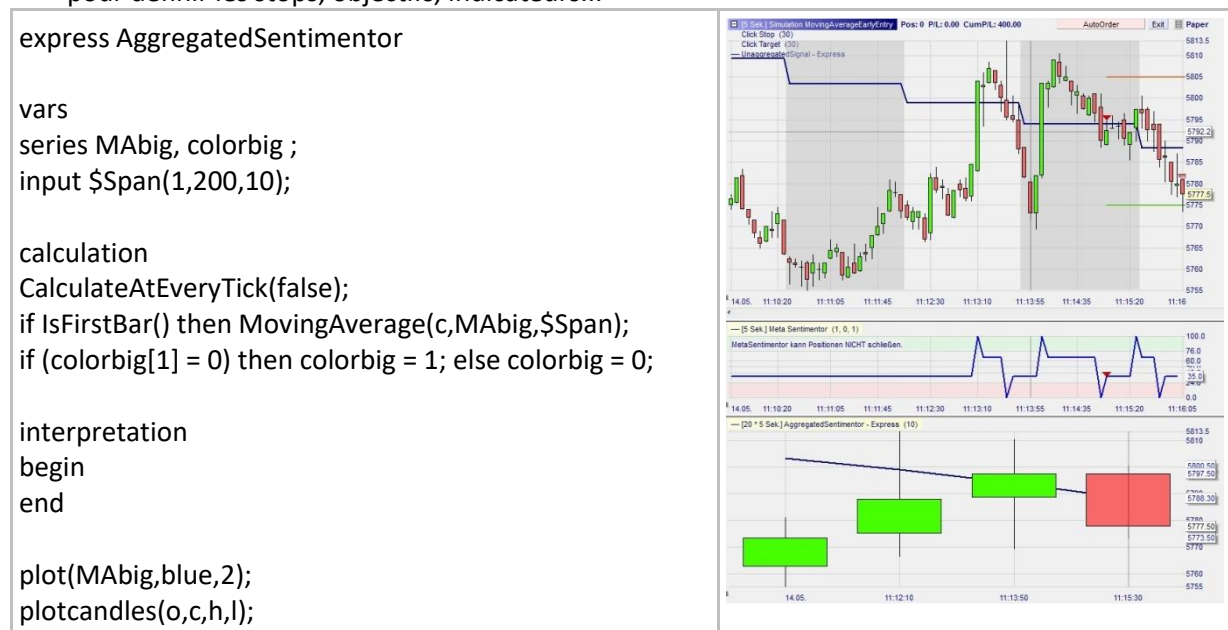 express AggregatedSentimentor
vars
series MAbig, colorbig ;
input $Span(1,200,10);
calculation
CalculateAtEveryTick(false);
if IsFirstBar() then MovingAverage(c,MAbig,$Span);
if (colorbig[1] = 0) then colorbig = 1; else colorbig = 0;
interpretation
begin
end
plot(MAbig,blue,2);
plotcandles(o,c,h,l);
[5 Sek.] Simulation MovingAverageEarlyEntry Pos: 0 P/L: 0.00 CumP/L: 400.00 AutoOrder Exit Paper
Click Stop (30)
Click Target (30)
UnaggregatedSignal - Express
5813.5
5810
5805
5800
5795
5792.2
5785
5780
5777.5
5775
5770
5765
5760
5755
14.05. 11:10:20 11:11:05 11:11:45 11:12:30 11:13:10 11:13:55 11:14:35 11:15:20 11:16
[5 Sek.] Meta Sentimentor (1, 0, 1)
MetaSentimentor kann Positionen NICHT schließen.
100.0
76.0
60.0
35.0
0.0
14.05. 11:10:20 11:11:05 11:11:45 11:12:30 11:13:10 11:13:55 11:14:35 11:15:20 11:16:05
[20 * 5 Sek.] AggregatedSentimentor - Express (10)
5813.5
5810
5800.50
5797.50
5788.30
5777.50
5773.50
5770
5760
5755
14.05. 11:12:10 11:13:50 11:15:30